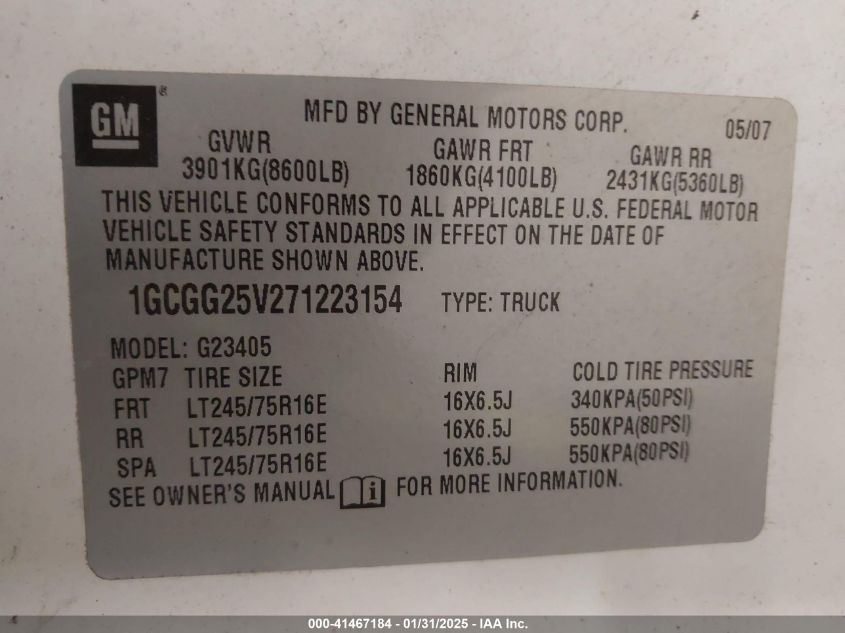 GM ®
MFD BY GENERAL MOTORS CORP. 05/07
GVWR GAWR FRT GAWR RR
3901KG(8600LB) 1860KG(4100LB) 2431KG(5360LB)
THIS VEHICLE CONFORMS TO ALL APPLICABLE U.S. FEDERAL MOTOR
VEHICLE SAFETY STANDARDS IN EFFECT ON THE DATE OF
MANUFACTURE SHOWN ABOVE.
1GCGG25V271223154 TYPE: TRUCK
MODEL: G23405
GPM7 TIRE SIZE RIM COLD TIRE PRESSURE
FRT LT245/75R16E 16X6.5J 340KPA(50PSI)
RR LT245/75R16E 16X6.5J 550KPA(80PSI)
SPA LT245/75R16E 16X6.5J 550KPA(80PSI)
SEE OWNER'S MANUAL i FOR MORE INFORMATION.
000-41467184 - 01/31/2025 - IAA Inc.